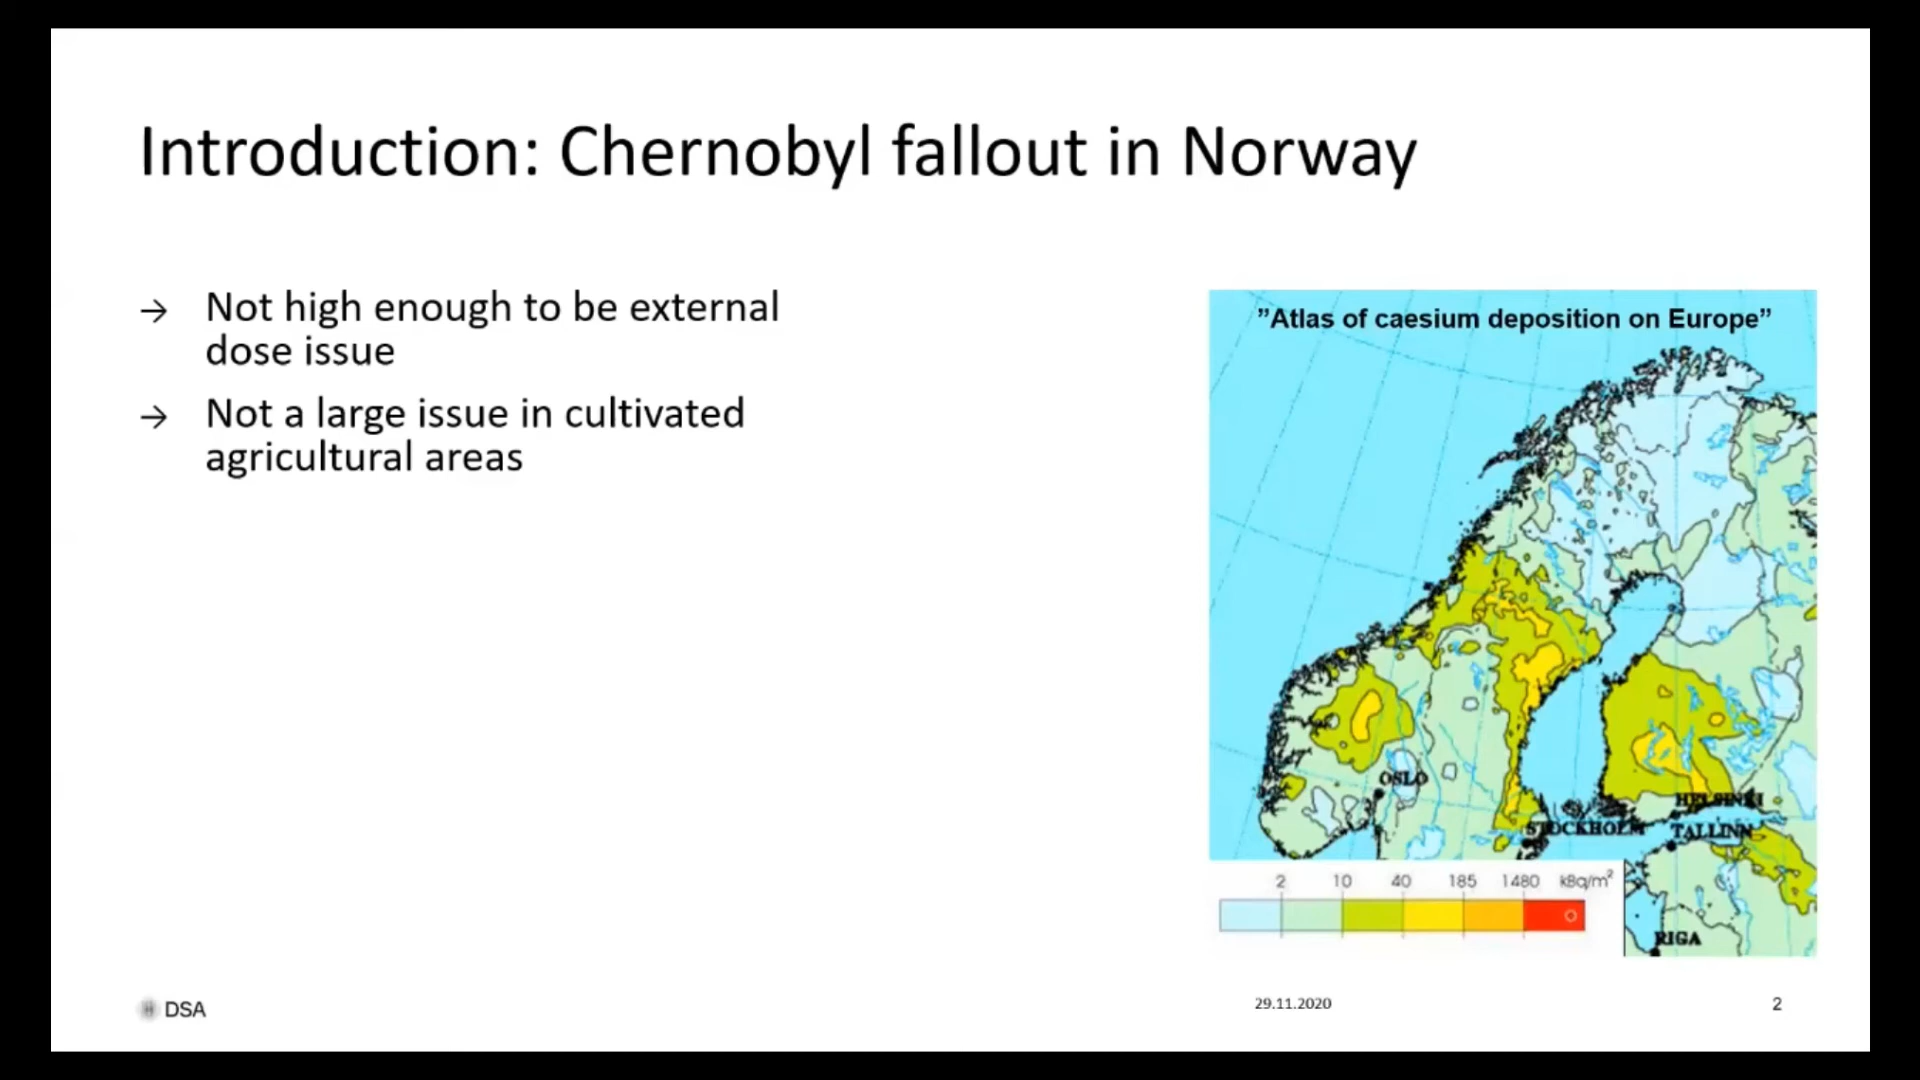 Introduction: Chernobyl fallout in Norway
→ Not high enough to be external
dose issue
→ Not a large issue in cultivated
agricultural areas
”Atlas of caesium deposition on Europe”
OSLO
HELSINKI
STOCKHOLM
TALLINN
2 10 40 185 1480 kBq/m²
RIGA
DSA
29.11.2020
2